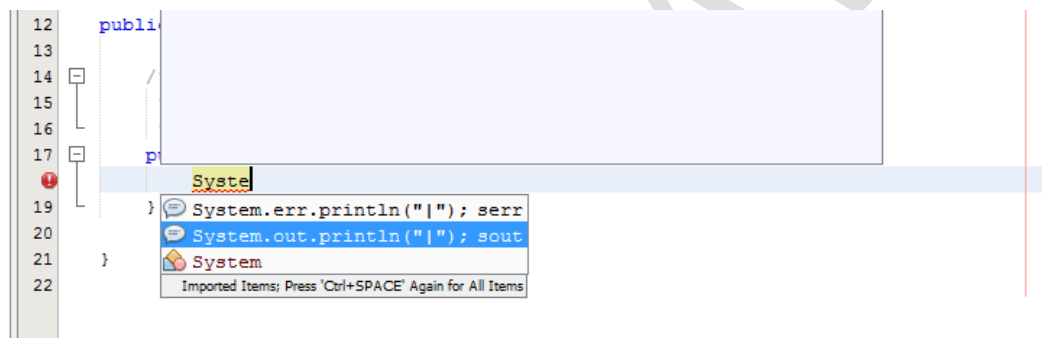 12 publi
13
14 /
15
16
17 p
Syste
19 }
System.err.println("|"); serr
20 System.out.println("|"); sout
21 } System
22 Imported Items; Press 'Ctrl+SPACE' Again for All Items